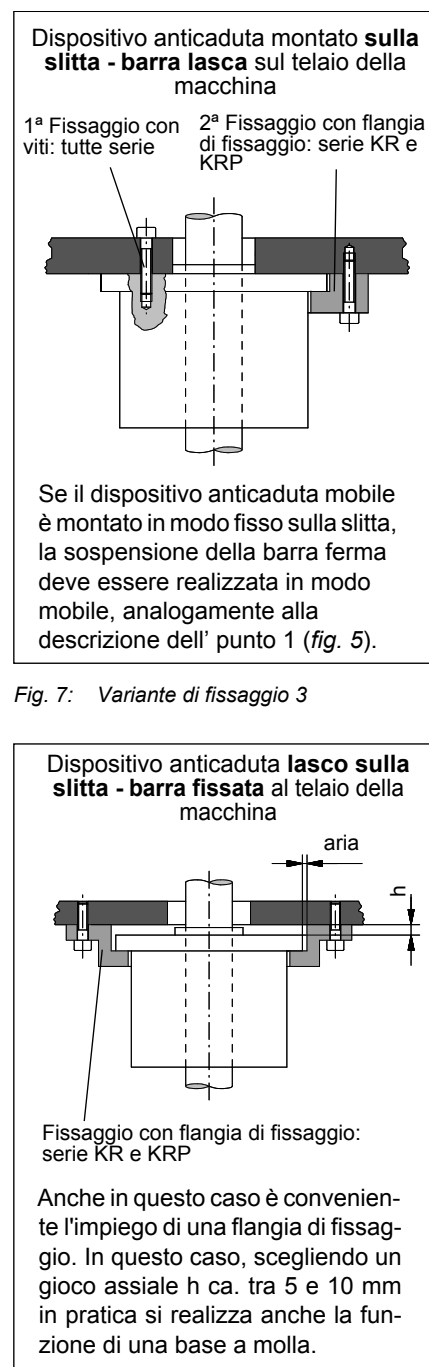 Dispositivo anticaduta montato sulla
slitta - barra lasca sul telaio della
macchina
1ª Fissaggio con
viti: tutte serie
2ª Fissaggio con flangia
di fissaggio: serie KR e
KRP
Se il dispositivo anticaduta mobile
è montato in modo fisso sulla slitta,
la sospensione della barra ferma
deve essere realizzata in modo
mobile, analogamente alla
descrizione dell' punto 1 (fig. 5).
Fig. 7: Variante di fissaggio 3
Dispositivo anticaduta lasco sulla
slitta - barra fissata al telaio della
macchina
aria
h
Fissaggio con flangia di fissaggio:
serie KR e KRP
Anche in questo caso è convenien-
te l'impiego di una flangia di fissag-
gio. In questo caso, scegliendo un
gioco assiale h ca. tra 5 e 10 mm
in pratica si realizza anche la fun-
zione di una base a molla.